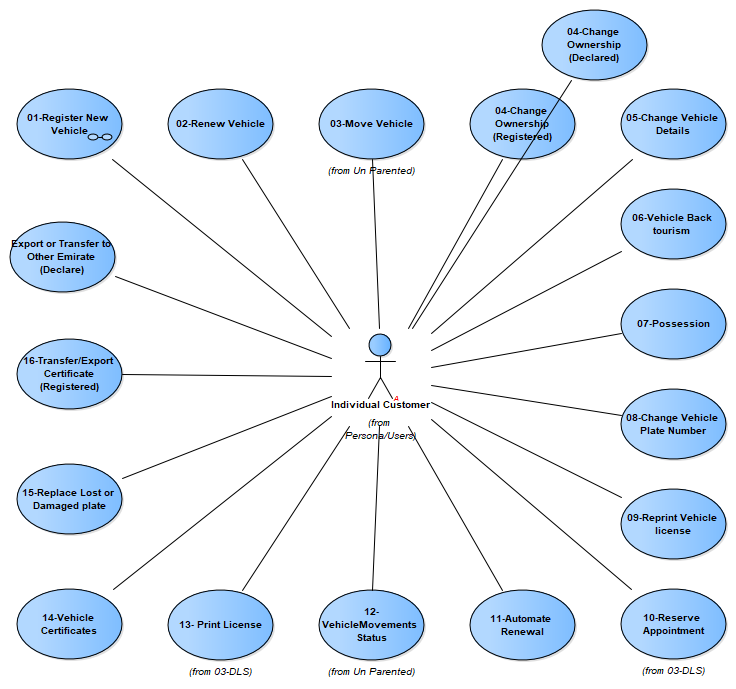 04-Change
Ownership
(Declared)
01-Register New
Vehicle
02-Renew Vehicle
03-Move Vehicle
(from Un Parented)
04-Change
Ownership
(Registered)
05-Change Vehicle
Details
06-Vehicle Back
tourism
Export or Transfer to
Other Emirate
(Declare)
07-Possession
16-Transfer/Export
Certificate
(Registered)
A
Individual Customer
(from
Persona/Users)
08-Change Vehicle
Plate Number
15-Replace Lost or
Damaged plate
09-Reprint Vehicle
license
14-Vehicle
Certificates
13- Print License
(from 03-DLS)
12-
VehicleMovements
Status
(from Un Parented)
11-Automate
Renewal
10-Reserve
Appointment
(from 03-DLS)